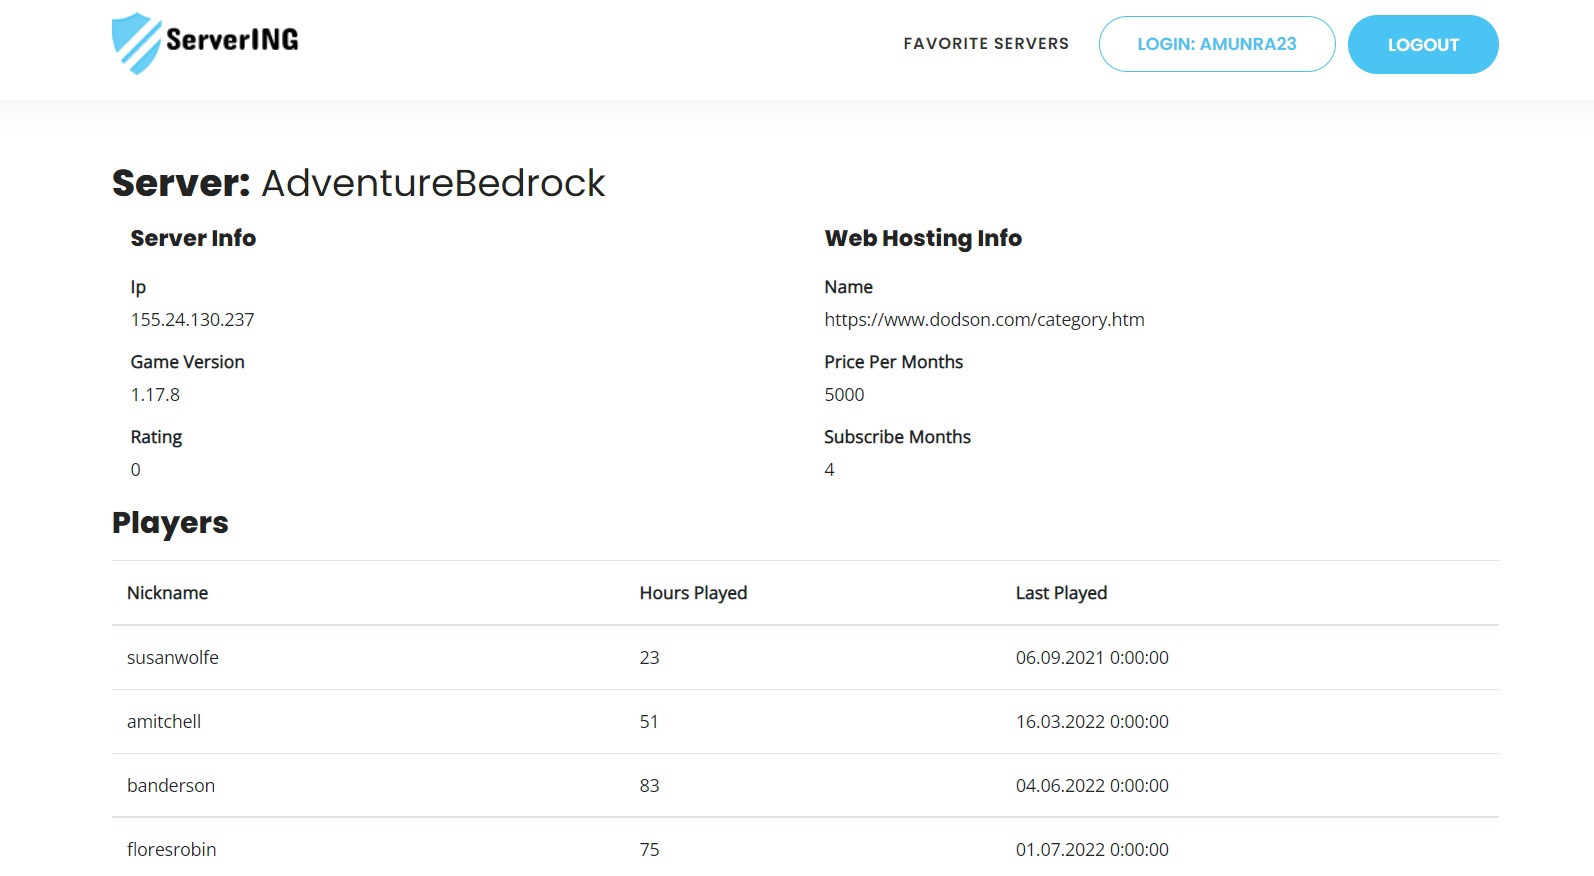 ServerING
FAVORITE SERVERS
LOGIN: AMUNRA23
LOGOUT
Server: AdventureBedrock
Server Info
Ip
155.24.130.237
Game Version
1.17.8
Rating
0
Web Hosting Info
Name
https://www.dodson.com/category.htm
Price Per Months
5000
Subscribe Months
4
Players
Nickname Hours Played Last Played
susanwolfe 23 06.09.2021 0:00:00
amitchell 51 16.03.2022 0:00:00
banderson 83 04.06.2022 0:00:00
floresrobin 75 01.07.2022 0:00:00